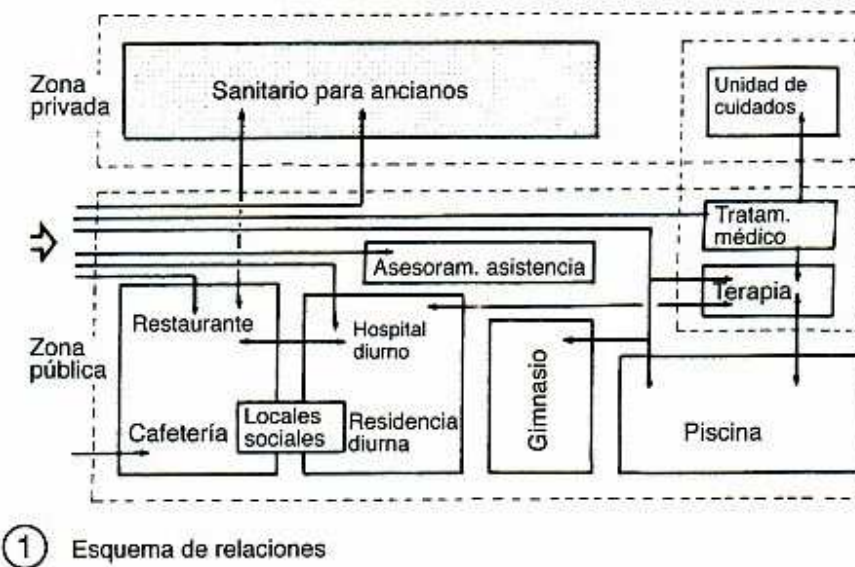 Zona
privada
Sanitario para ancianos
Unidad de
cuidados
Tratam.
médico
Asesoram. asistencia
Terapia
Restaurante
Hospital
diurno
Zona
pública
Gimnasio
Cafetería
Locales
sociales
Residencia
diurna
Piscina
1 Esquema de relaciones